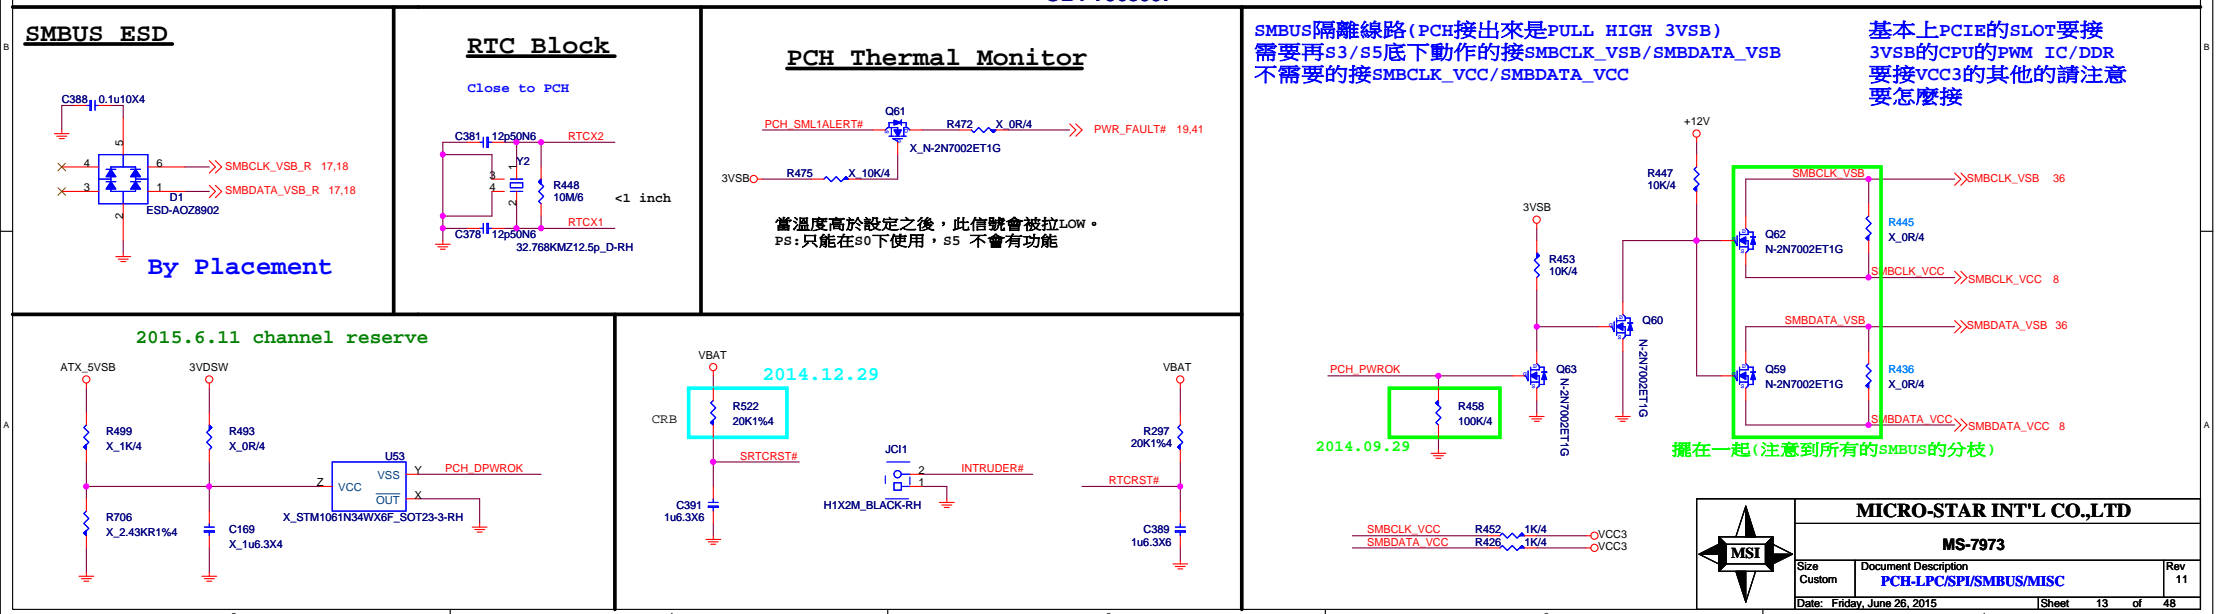 SMBUS ESD
C388
0.1u10X4
5
4
6
SMBCLK_VSB_R 17,18
3
1
SMBDATA_VSB_R 17,18
D1
ESD-AOZ8902
2
By Placement
RTC Block
Close to PCH
C381
12p50N6
RTCX2
Y2
1
3
4
2
R448
10M/6
<1 inch
RTCX1
C378
12p50N6
32.768KMZ12.5p_D-RH
PCH Thermal Monitor
Q61
PCH_SML1ALERT#
R472
X_0R/4
PWR_FAULT# 19,41
X_N-2N7002ET1G
3VSB
R475
X_10K/4
當溫度高於設定之後,此信號會被拉LOW。
PS:只能在S0下使用,S5 不會有功能
SMBUS隔離線路(PCH接出來是PULL HIGH 3VSB)
需要再S3/S5底下動作的接SMBCLK_VSB/SMBDATA_VSB
不需要的接SMBCLK_VCC/SMBDATA_VCC
基本上PCIE的SLOT要接
3VSB的CPU的PWM IC/DDR
要接VCC3的其他的請注意
要怎麼接
+12V
R447
10K/4
SMBCLK_VSB
SMBCLK_VSB 36
3VSB
Q62
N-2N7002ET1G
R445
X_0R/4
R453
10K/4
SMBCLK_VCC
SMBCLK_VCC 8
Q60
N-2N7002ET1G
SMBDATA_VSB
SMBDATA_VSB 36
PCH_PWROK
Q63
N-2N7002ET1G
Q59
N-2N7002ET1G
R436
X_0R/4
R458
100K/4
SMBDATA_VCC
SMBDATA_VCC 8
2014.09.29
擺在一起(注意到所有的SMBUS的分枝)
SMBCLK_VCC
R452
1K/4
VCC3
SMBDATA_VCC
R426
1K/4
VCC3
2015.6.11 channel reserve
ATX_5VSB
3VDSW
R499
X_1K/4
R493
X_0R/4
U53
Z
VCC
VSS
Y
PCH_DPWROK
OUT
X
R706
X_2.43KR1%4
C169
X_1u6.3X4
X_STM1061N34WX6F_SOT23-3-RH
VBAT
2014.12.29
CRB
R522
20K1%4
SRTCRST#
C391
1u6.3X6
JCI1
2
1
INTRUDER#
H1X2M_BLACK-RH
VBAT
R297
20K1%4
RTCRST#
C389
1u6.3X6
MSI
MICRO-STAR INT'L CO.,LTD
MS-7973
Size
Custom
Document Description
PCH-LPC/SPI/SMBUS/MISC
Rev
11
Date: Friday, June 26, 2015
Sheet 13 of 48
B
B
A
A